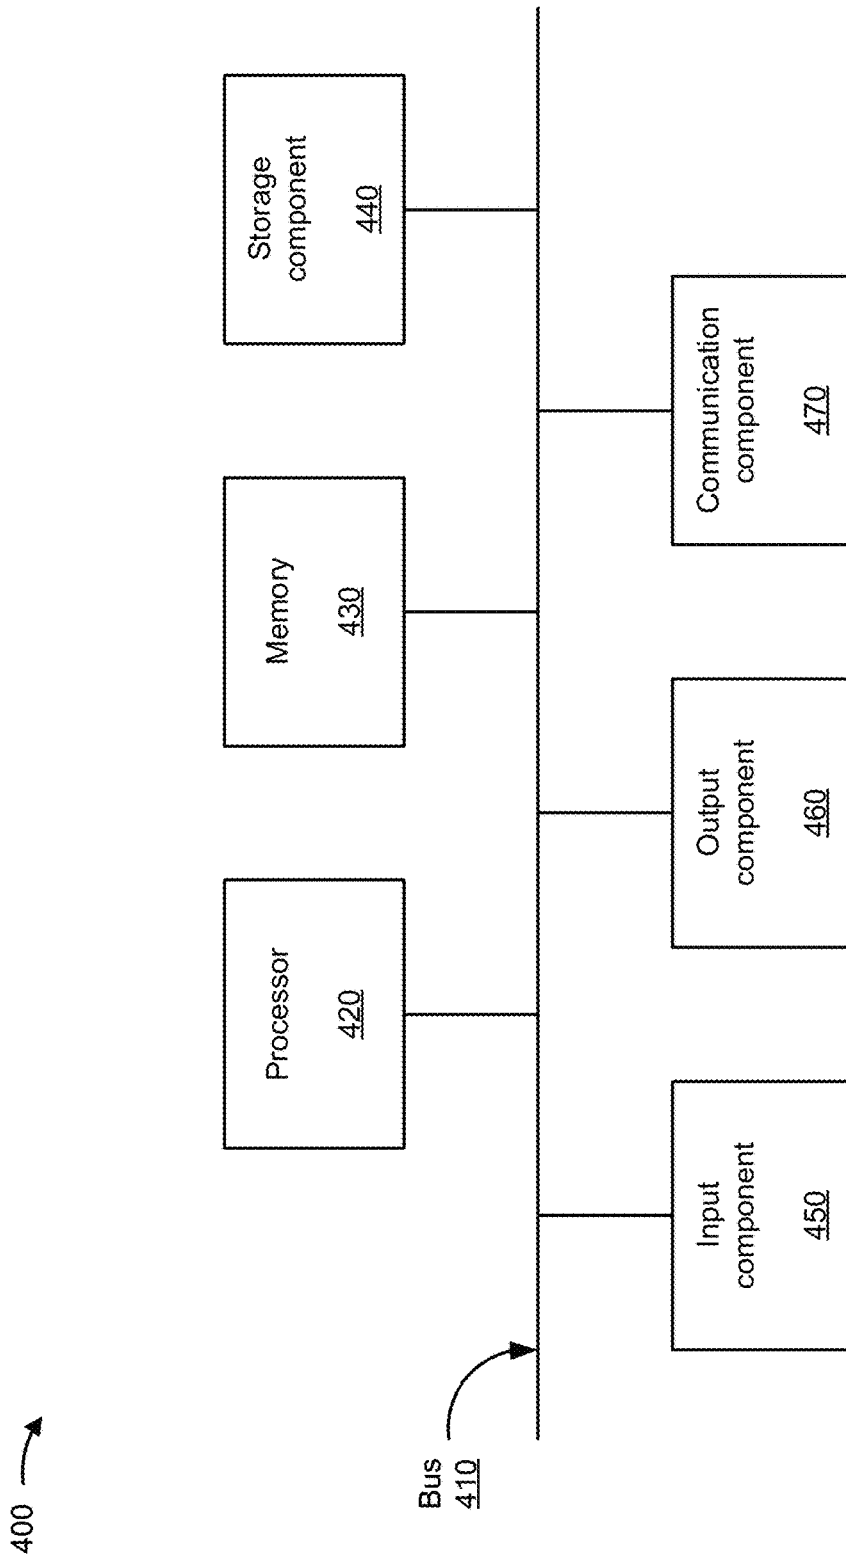 400
Processor
420
Memory
430
Storage
component
440
Bus
410
Input
component
450
Output
component
460
Communication
component
470